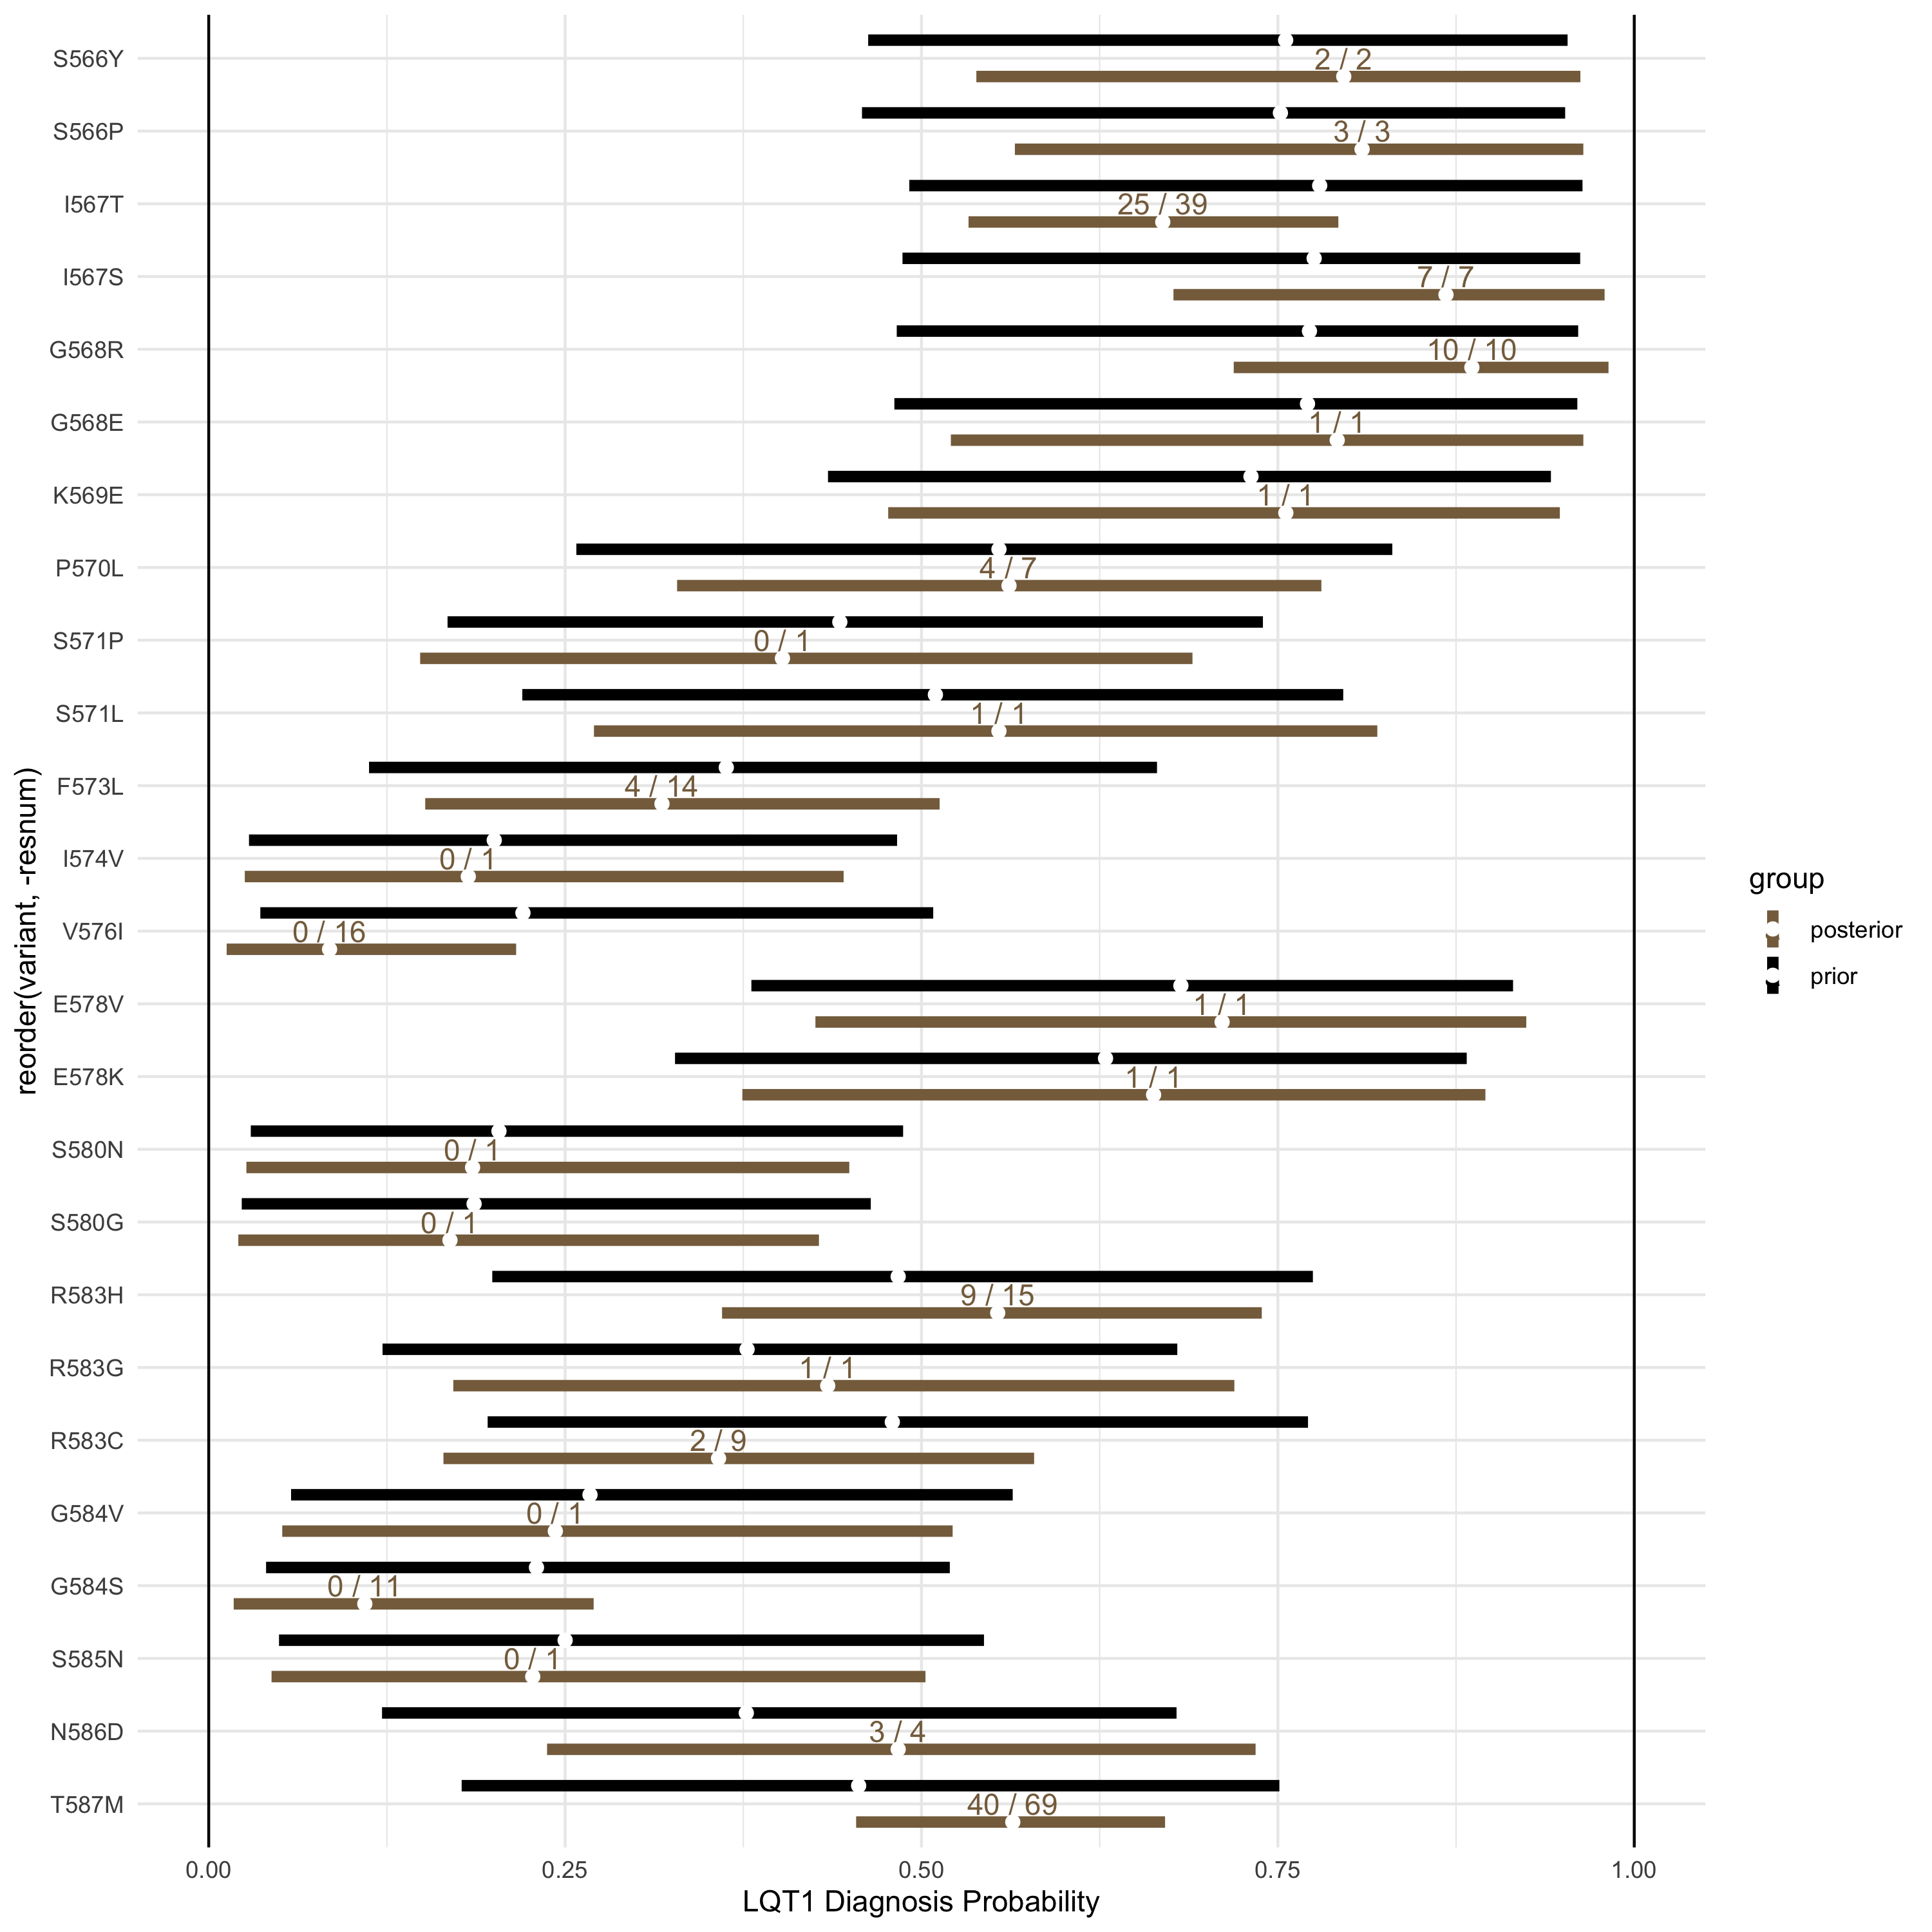 S566Y
2 / 2
S566P
3 / 3
I567T
25 / 39
I567S
7 / 7
G568R
10 / 10
G568E
1 / 1
K569E
1 / 1
P570L
4 / 7
S571P
0 / 1
S571L
1 / 1
F573L
4 / 14
I574V
0 / 1
V576I
0 / 16
E578V
1 / 1
E578K
1 / 1
S580N
0 / 1
S580G
0 / 1
R583H
9 / 15
R583G
1 / 1
R583C
2 / 9
G584V
0 / 1
G584S
0 / 11
S585N
0 / 1
N586D
3 / 4
T587M
40 / 69
0.00 0.25 0.50 0.75 1.00
LQT1 Diagnosis Probability
reorder(variant, -resnum)
group
posterior
prior